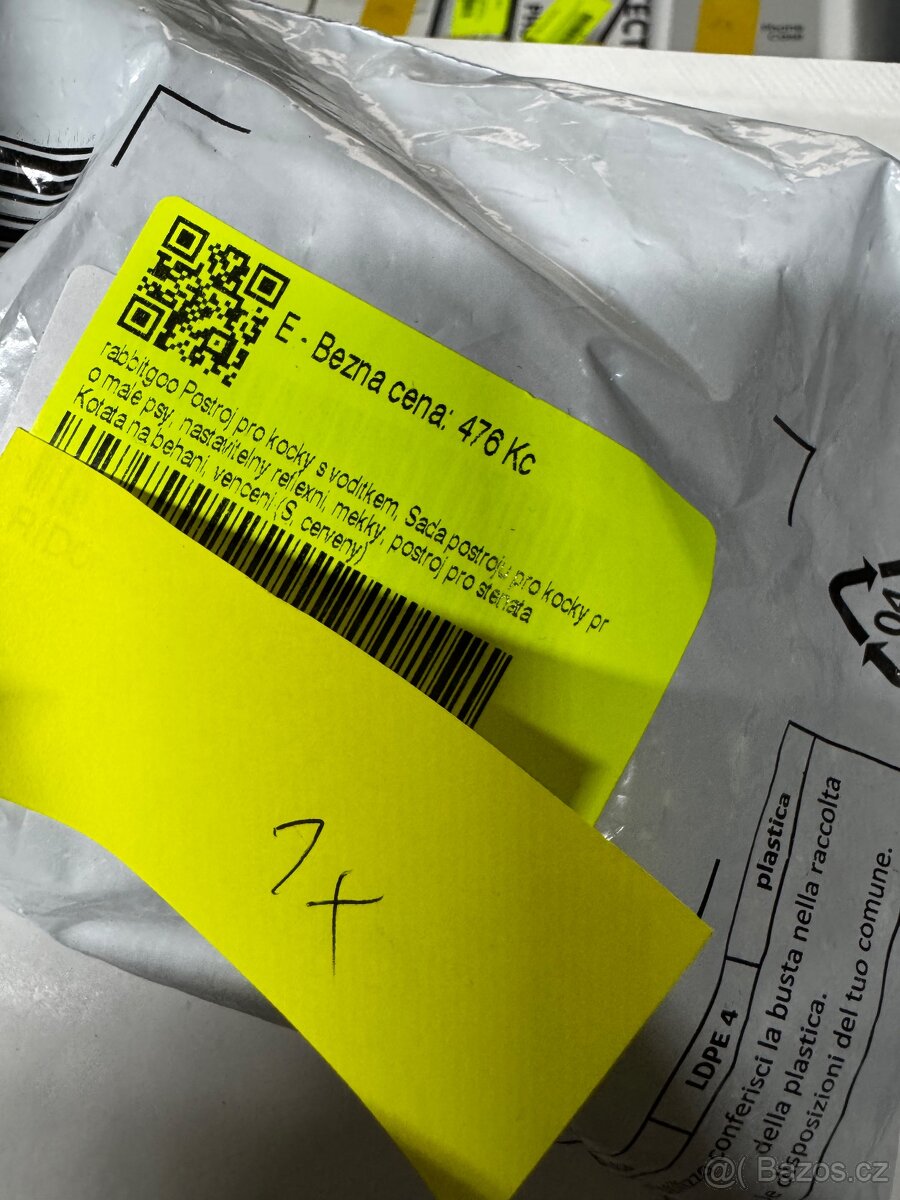 E - Bezna cena: 476 Kc
rabbitgoo Postroj pro kocky s voditkem, Sada postroju pro kocky pr
o male psy, nastavitelny reflexni, mekky, postroj pro stenata
Kotata na behani, venceni (S, cerveny)
1x
04
plastica
LDPE 4
conferisci la busta nella raccolta
della plastica.
disposizioni del tuo comune.
@( Bazos.cz